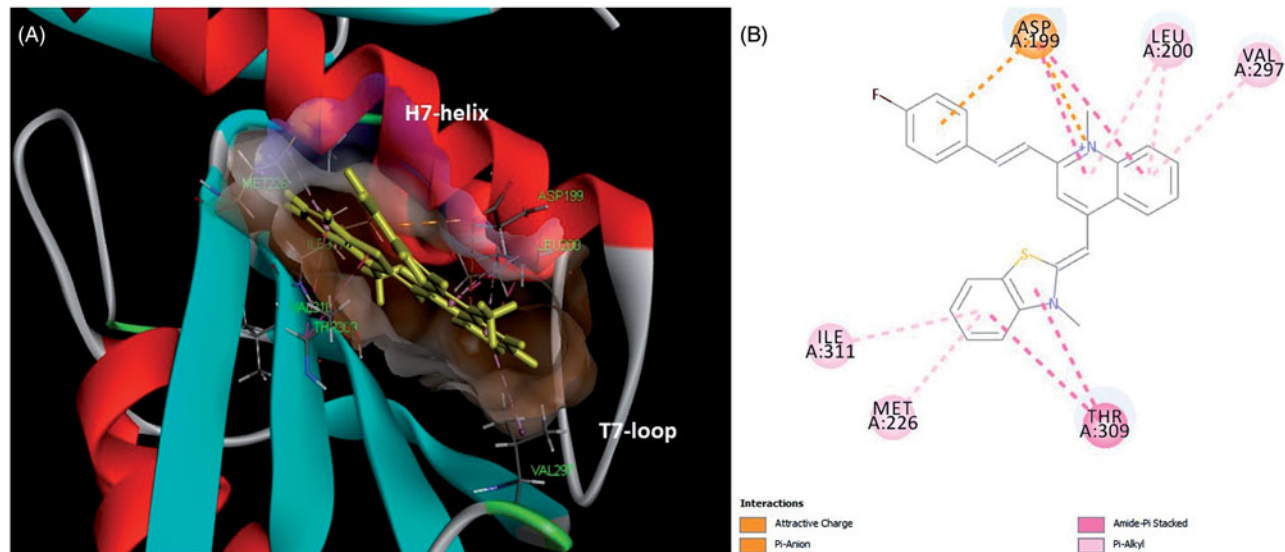 (A)
H7-helix
MET226
ASP199
VAL297
T7-loop
(B)
ASP
A:199
LEU
A:200
VAL
A:297
F
N
S
N
ILE
A:311
MET
A:226
THR
A:309
Interactions
Attractive Charge
Pi-Anion
Amide-Pi Stacked
Pi-Alkyl